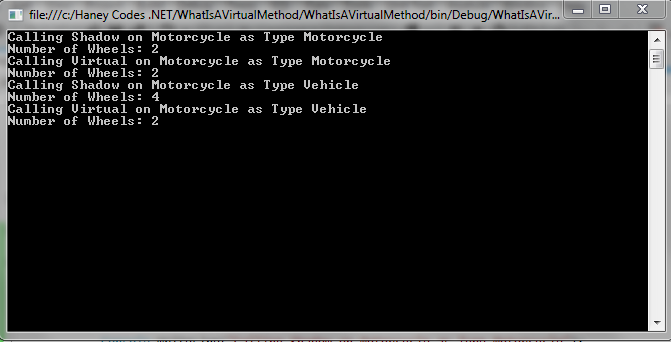 file:///c:/Haney Codes .NET/WhatIsAVirtualMethod/WhatIsAVirtualMethod/bin/Debug/WhatIsAVir...
Calling Shadow on Motorcycle as Type Motorcycle
Number of Wheels: 2
Calling Virtual on Motorcycle as Type Motorcycle
Number of Wheels: 2
Calling Shadow on Motorcycle as Type Vehicle
Number of Wheels: 4
Calling Virtual on Motorcycle as Type Vehicle
Number of Wheels: 2